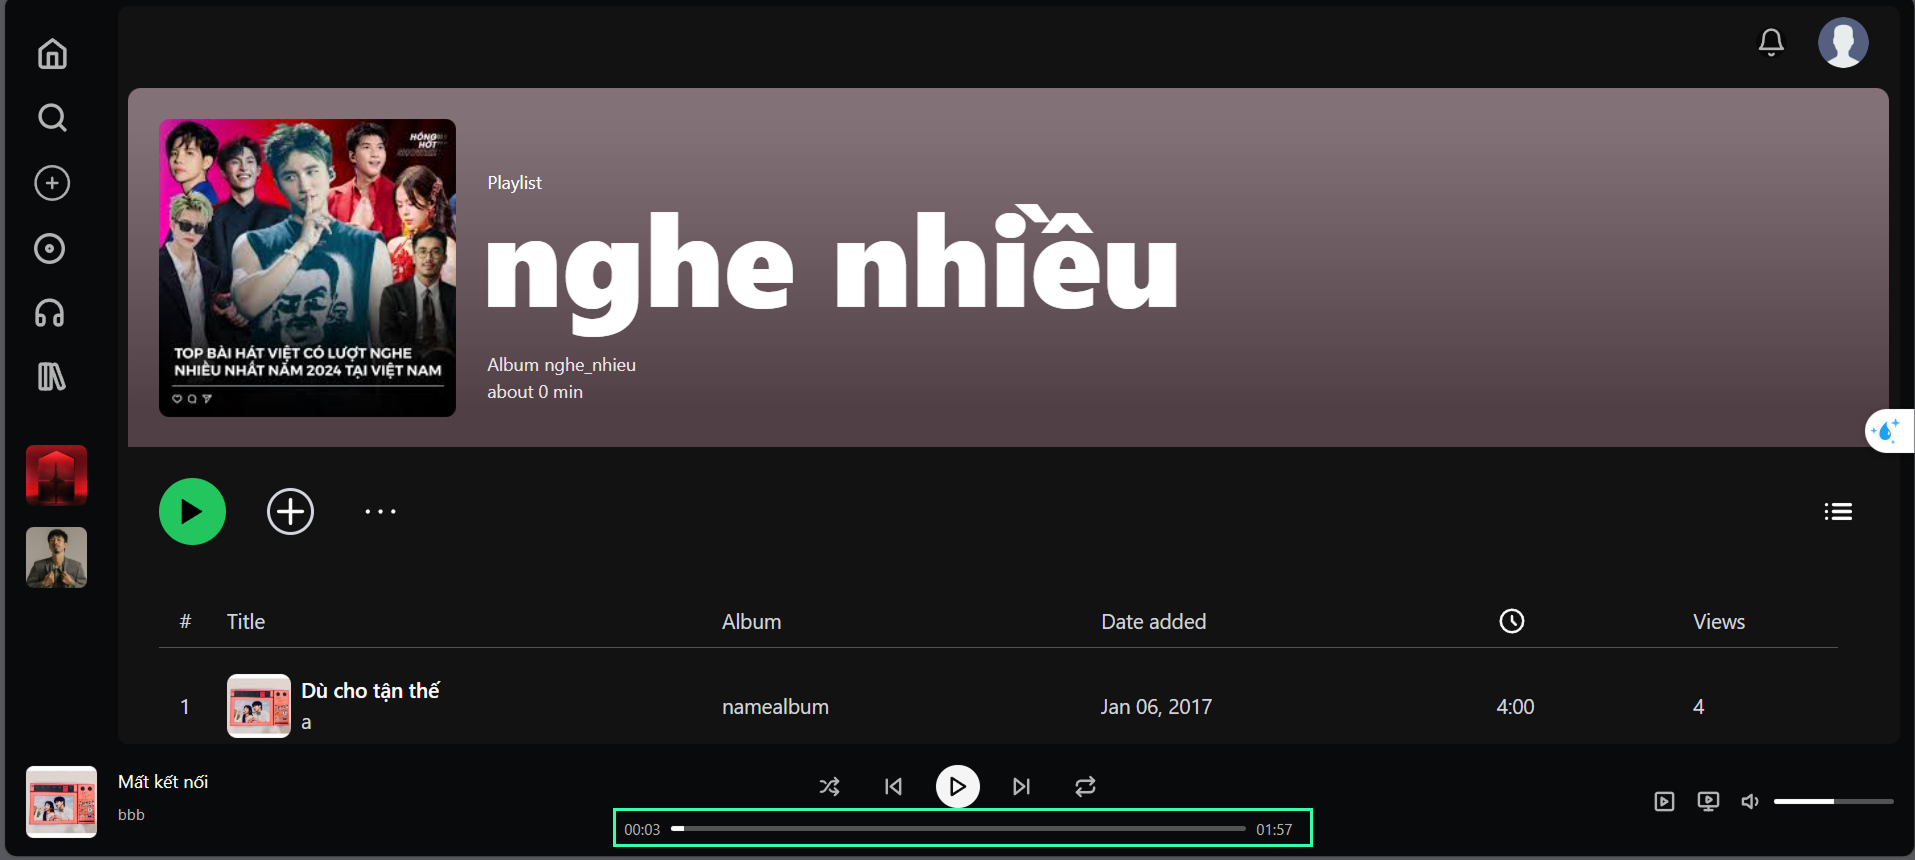 HỒNG
HỚT
TOP BÀI HÁT VIỆT CÓ LƯỢT NGHE
NHIỀU NHẤT NĂM 2024 TẠI VIỆT NAM
Playlist
nghe nhiều
Album nghe_nhieu
about 0 min
# Title Album Date added Views
1 Dù cho tận thế namealbum Jan 06, 2017 4:00 4
a
Mất kết nối
bbb
00:03 01:57